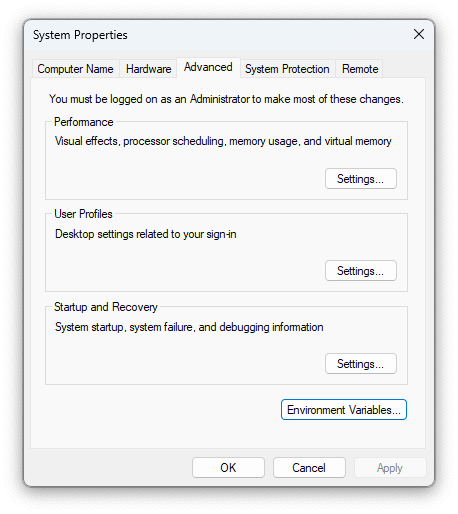 System Properties
Computer Name Hardware Advanced System Protection Remote
You must be logged on as an Administrator to make most of these changes.
Performance
Visual effects, processor scheduling, memory usage, and virtual memory
Settings...
User Profiles
Desktop settings related to your sign-in
Settings...
Startup and Recovery
System startup, system failure, and debugging information
Settings...
Environment Variables...
OK Cancel Apply